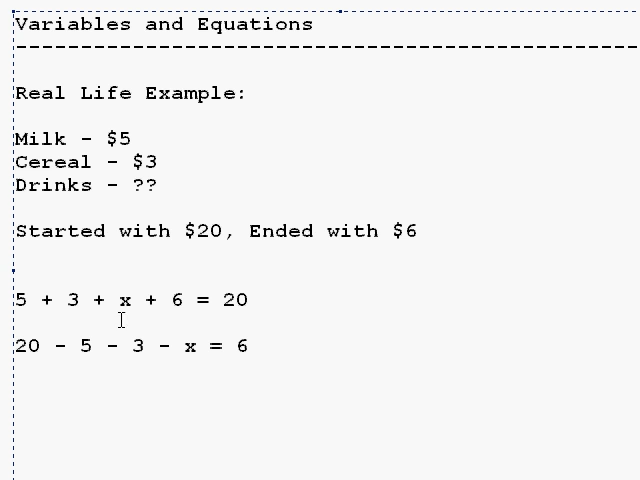 Variables and Equations
-------------------------------------------------
Real Life Example:
Milk - $5
Cereal - $3
Drinks - ??
Started with $20, Ended with $6
5 + 3 + x + 6 = 20
20 - 5 - 3 - x = 6